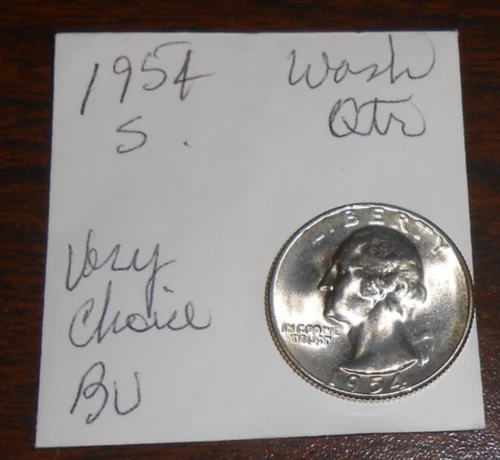 1954 Wash
S. Qtr
Very
Choice
BU
LIBERTY
IN GOD WE
TRUST
1954